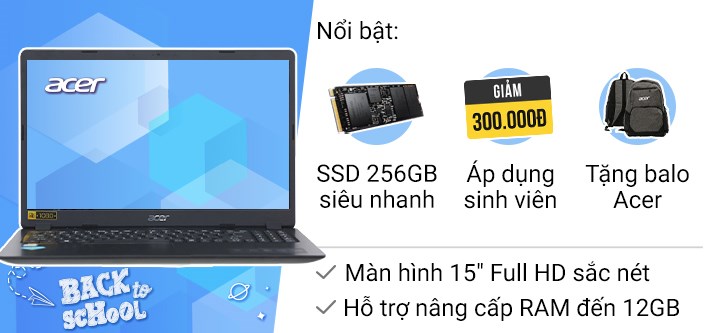 acer
1080
acer
BACK to
SCHOOL
Nổi bật:
GIẢM
300.000Đ
SSD 256GB
siêu nhanh
Áp dụng
sinh viên
Tặng balo
Acer
Màn hình 15" Full HD sắc nét
Hỗ trợ nâng cấp RAM đến 12GB